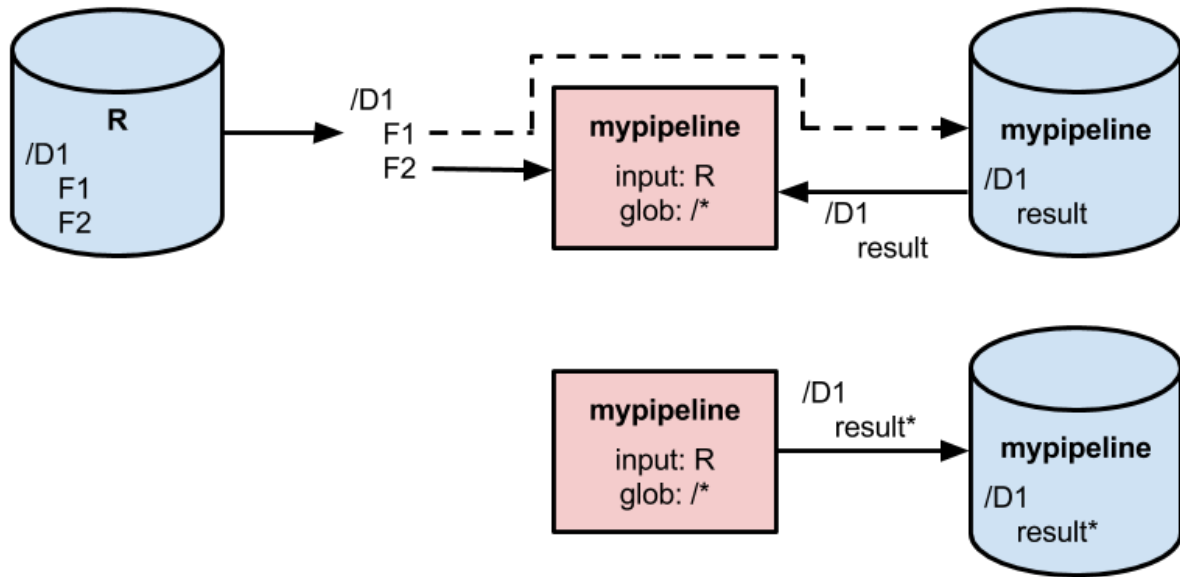 R
/D1
F1
F2
/D1
F1
F2
mypipeline
input: R
glob: /*
/D1
result
mypipeline
/D1
result
mypipeline
input: R
glob: /*
/D1
result*
mypipeline
/D1
result*